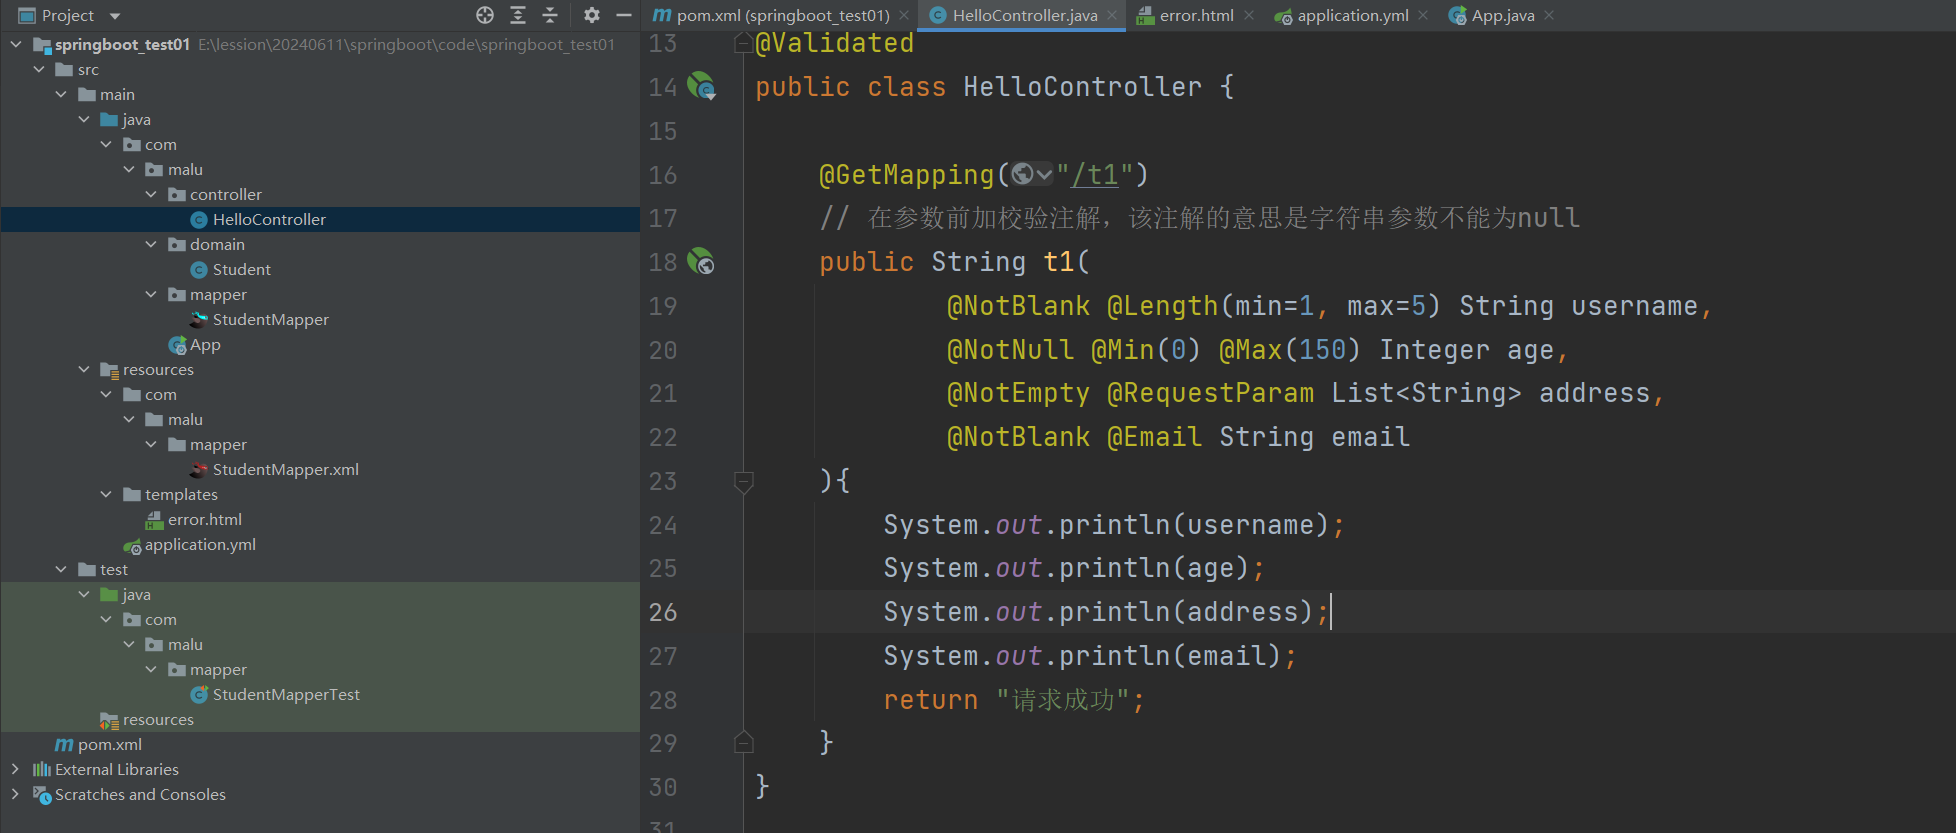 Project
springboot_test01 E:\lession\20240611\springboot\code\springboot_test01
src
main
java
com
malu
controller
HelloController
domain
Student
mapper
StudentMapper
App
resources
com
malu
mapper
StudentMapper.xml
templates
error.html
application.yml
test
java
com
malu
mapper
StudentMapperTest
resources
pom.xml
External Libraries
Scratches and Consoles
pom.xml (springboot_test01) HelloController.java error.html application.yml App.java
13 @Validated
14 public class HelloController {
15
16 @GetMapping("/t1")
17 // 在参数前加校验注解，该注解的意思是字符串参数不能为null
18 public String t1(
19 @NotBlank @Length(min=1, max=5) String username,
20 @NotNull @Min(0) @Max(150) Integer age,
21 @NotEmpty @RequestParam List<String> address,
22 @NotBlank @Email String email
23 ){
24 System.out.println(username);
25 System.out.println(age);
26 System.out.println(address);
27 System.out.println(email);
28 return "请求成功";
29 }
30 }
31